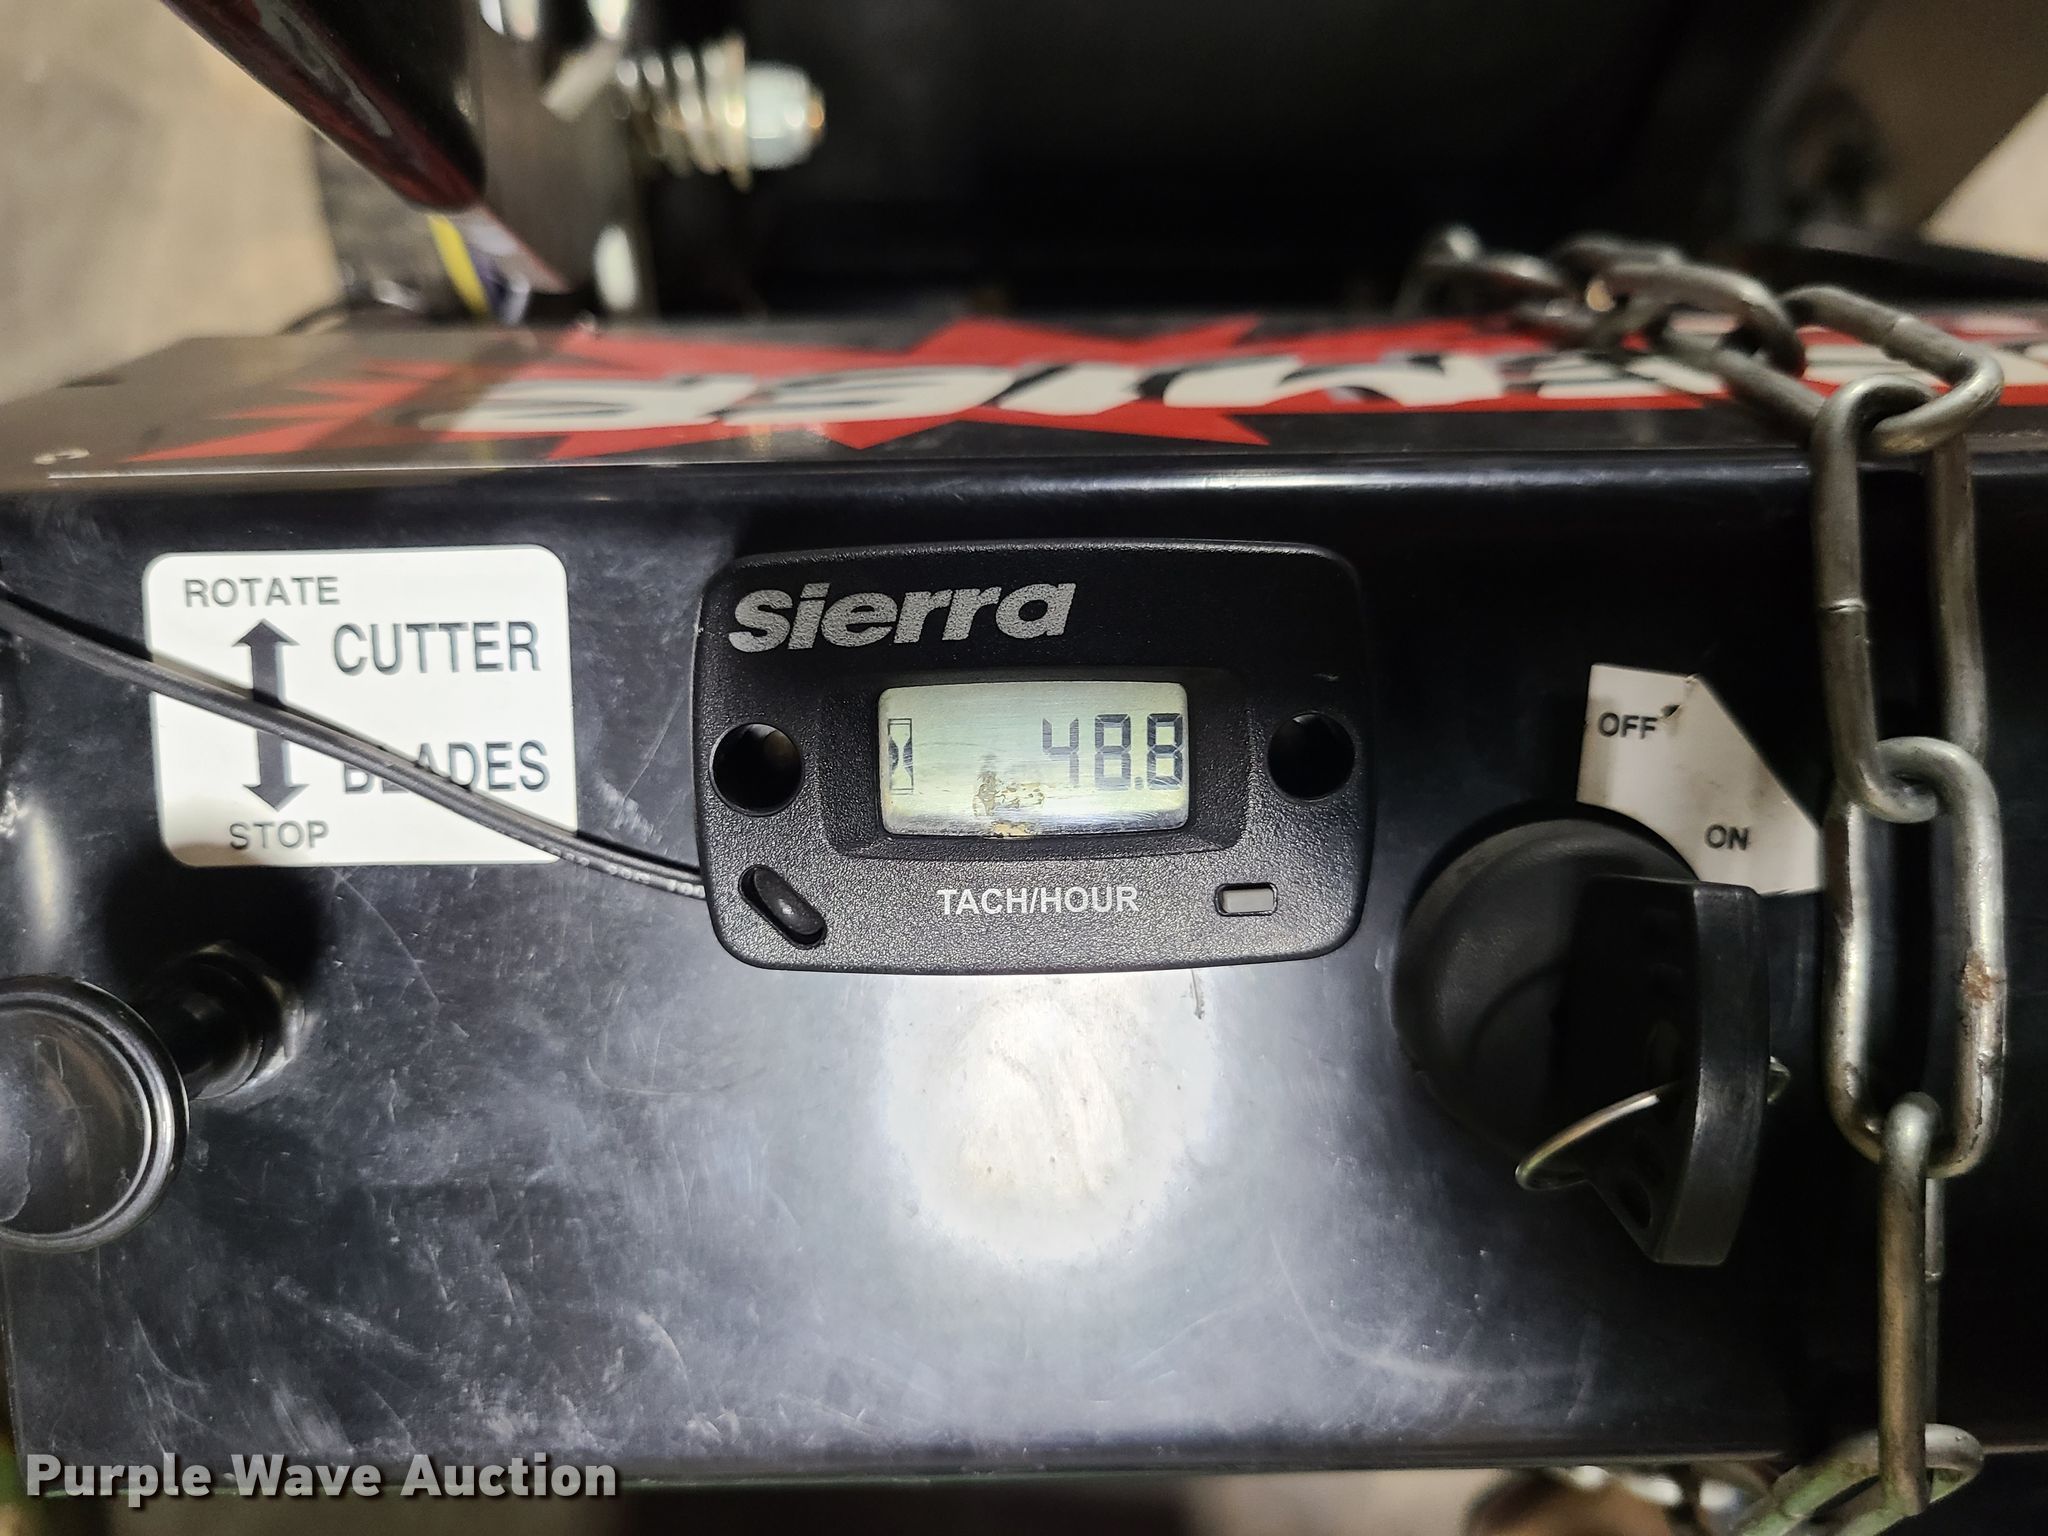 ROTATE
CUTTER
BLADES
STOP
sierra
48.8
TACH/HOUR
OFF
ON
Purple Wave Auction